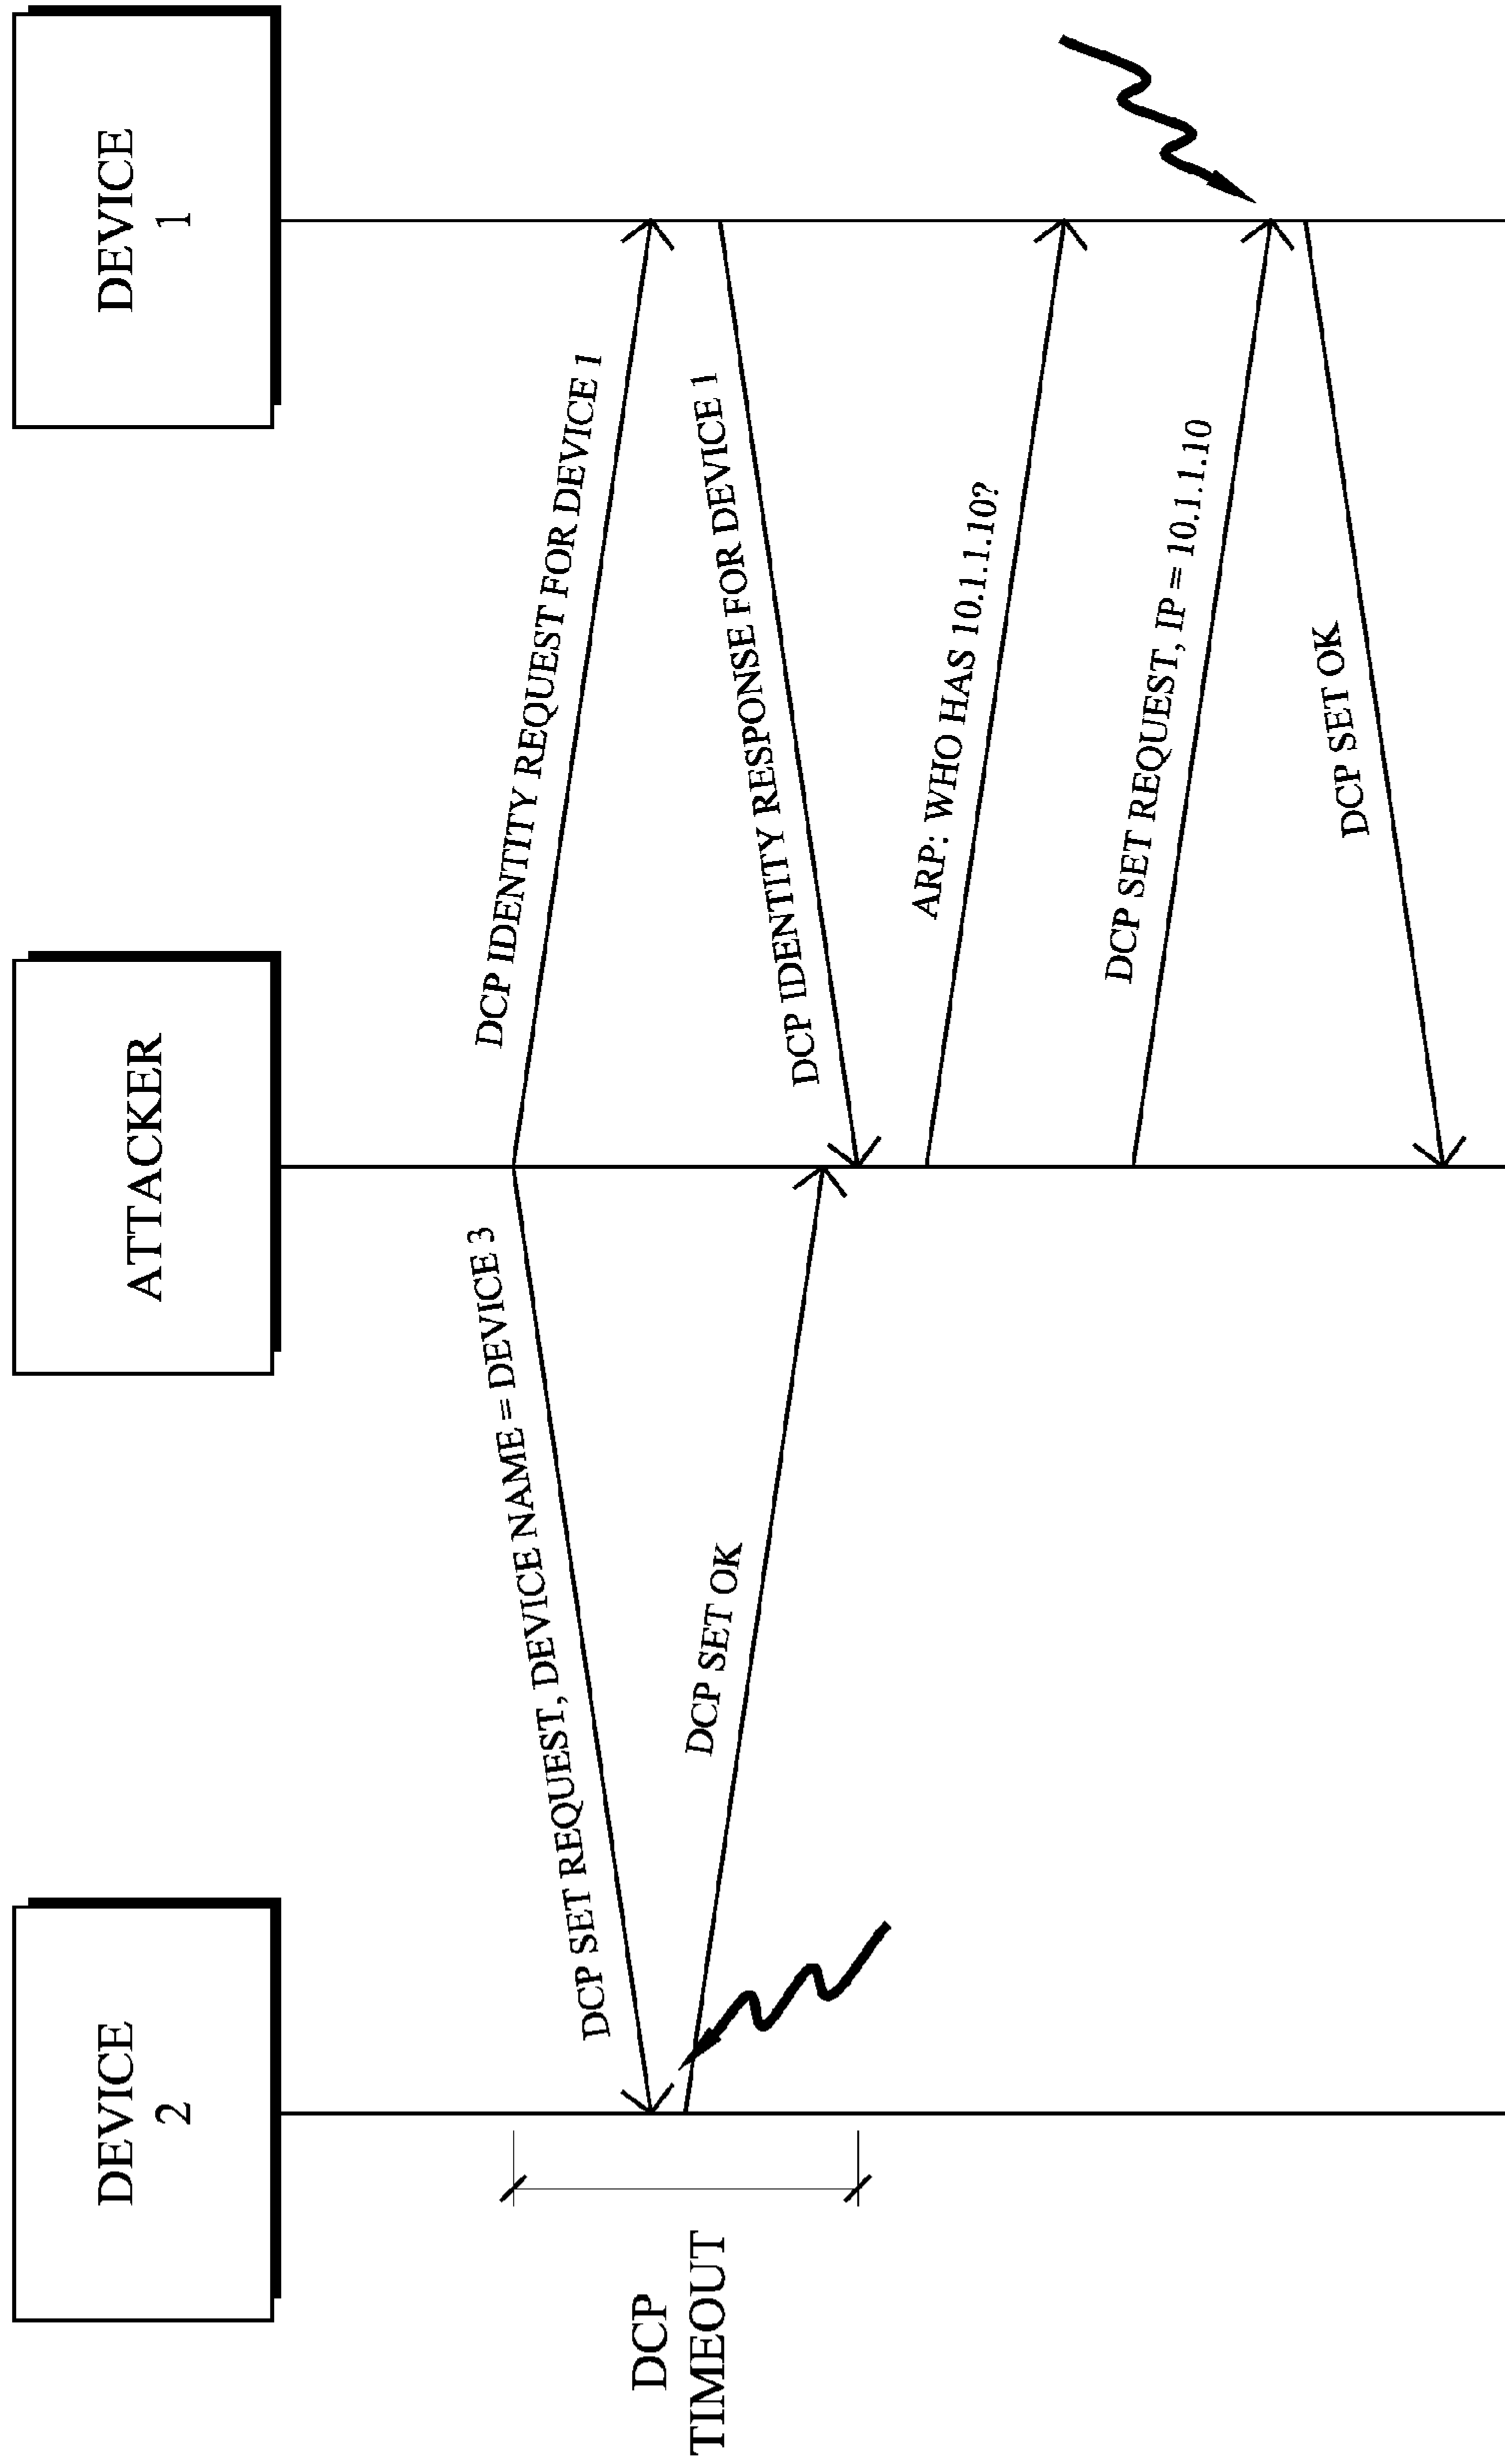 DEVICE
2
ATTACKER
DEVICE
1
DCP SET REQUEST, DEVICE NAME = DEVICE 3
DCP IDENTITY REQUEST FOR DEVICE 1
DCP
TIMEOUT
DCP SET OK
DCP IDENTITY RESPONSE FOR DEVICE 1
ARP: WHO HAS 10.1.1.10?
DCP SET REQUEST, IP = 10.1.1.10
DCP SET OK